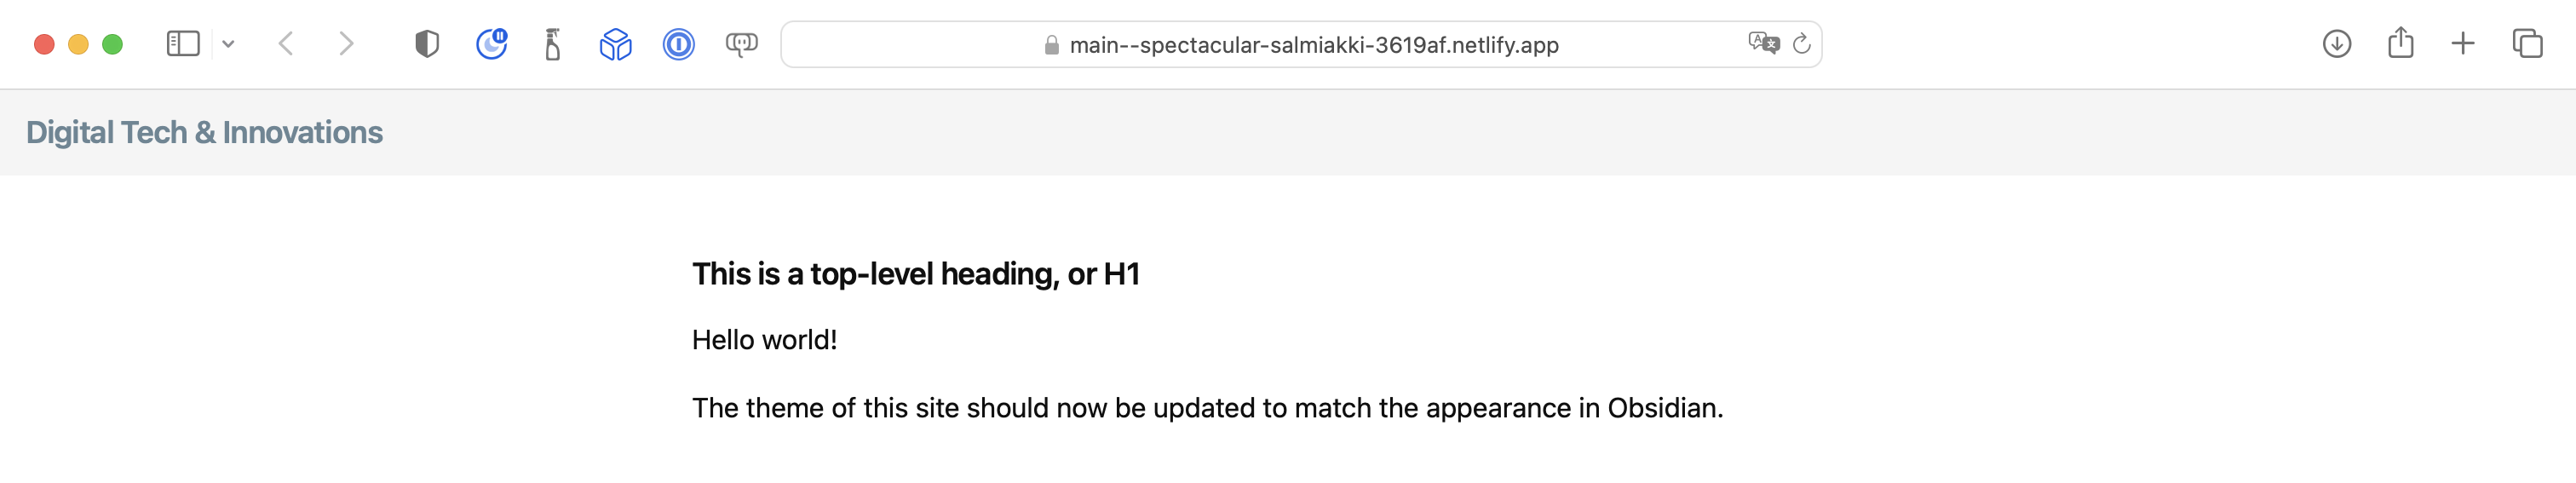 main--spectacular-salmiakki-3619af.netlify.app
Digital Tech & Innovations
This is a top-level heading, or H1
Hello world!
The theme of this site should now be updated to match the appearance in Obsidian.